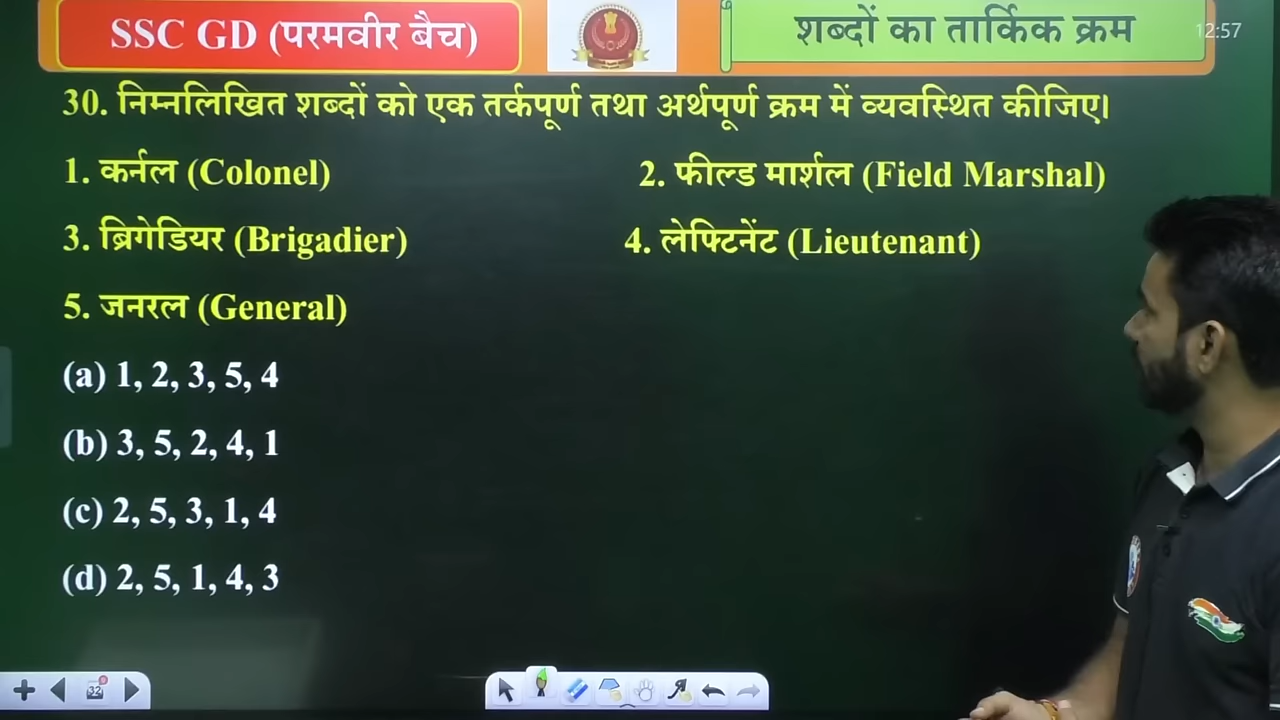 SSC GD (परमवीर बैच)
शब्दों का तार्किक क्रम
12:57
30. निम्नलिखित शब्दों को एक तर्कपूर्ण तथा अर्थपूर्ण क्रम में व्यवस्थित कीजिए।
1. कर्नल (Colonel) 2. फील्ड मार्शल (Field Marshal)
3. ब्रिगेडियर (Brigadier) 4. लेफ्टिनेंट (Lieutenant)
5. जनरल (General)
(a) 1, 2, 3, 5, 4
(b) 3, 5, 2, 4, 1
(c) 2, 5, 3, 1, 4
(d) 2, 5, 1, 4, 3
32